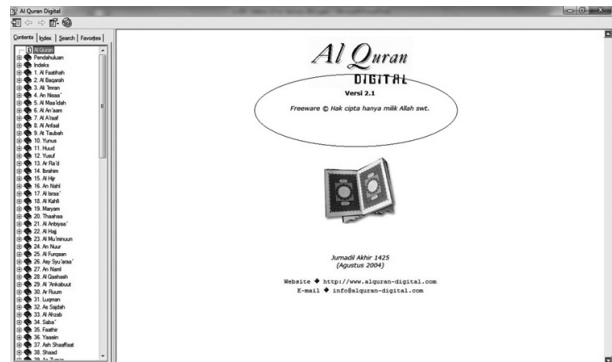 Al Quran Digital
Contents Index Search Favorites
Al Quran
Pendahuluan
Indeks
1. Al Faatihah
2. Al Baqarah
3. Ali 'Imran
4. An Nisaa'
5. Al Maa'idah
6. Al An'aam
7. Al A'raaf
8. Al Anfaal
9. At Taubah
10. Yunus
11. Huud
12. Yusuf
13. Ar Ra'd
14. Ibrahim
15. Al Hijr
16. An Nahl
17. Al Israa'
18. Al Kahfi
19. Maryam
20. Thaahaa
21. Al Anbiyaa'
22. Al Hajj
23. Al Mu'minuun
24. An Nuur
25. Al Furqaan
26. Asy Syu'araa'
27. An Naml
28. Al Qashash
29. Al 'Ankabuut
30. Ar Ruum
31. Luqman
32. As Sajdah
33. Al Ahzab
34. Saba'
35. Faathir
36. Yaasin
37. Ash Shaaffaat
38. Shaad
39. Az Zumar
Al Quran
DIGITAL
Versi 2.1
Freeware © Hak cipta hanya milik Allah swt.
Jumadil Akhir 1425
(Agustus 2004)
Website ◆ http://www.alquran-digital.com
E-mail ◆ info@alquran-digital.com